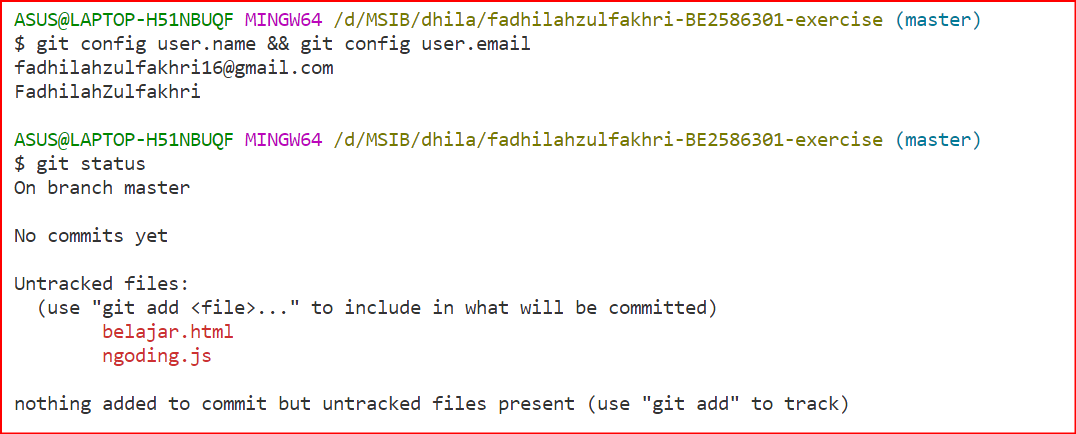 ASUS@LAPTOP-H51NBUQF MINGW64 /d/MSIB/dhila/fadhilahzulfakhri-BE2586301-exercise (master)
$ git config user.name && git config user.email
fadhilahzulfakhri16@gmail.com
FadhilahZulfakhri
ASUS@LAPTOP-H51NBUQF MINGW64 /d/MSIB/dhila/fadhilahzulfakhri-BE2586301-exercise (master)
$ git status
On branch master
No commits yet
Untracked files:
(use "git add <file>..." to include in what will be committed)
belajar.html
ngoding.js
nothing added to commit but untracked files present (use "git add" to track)